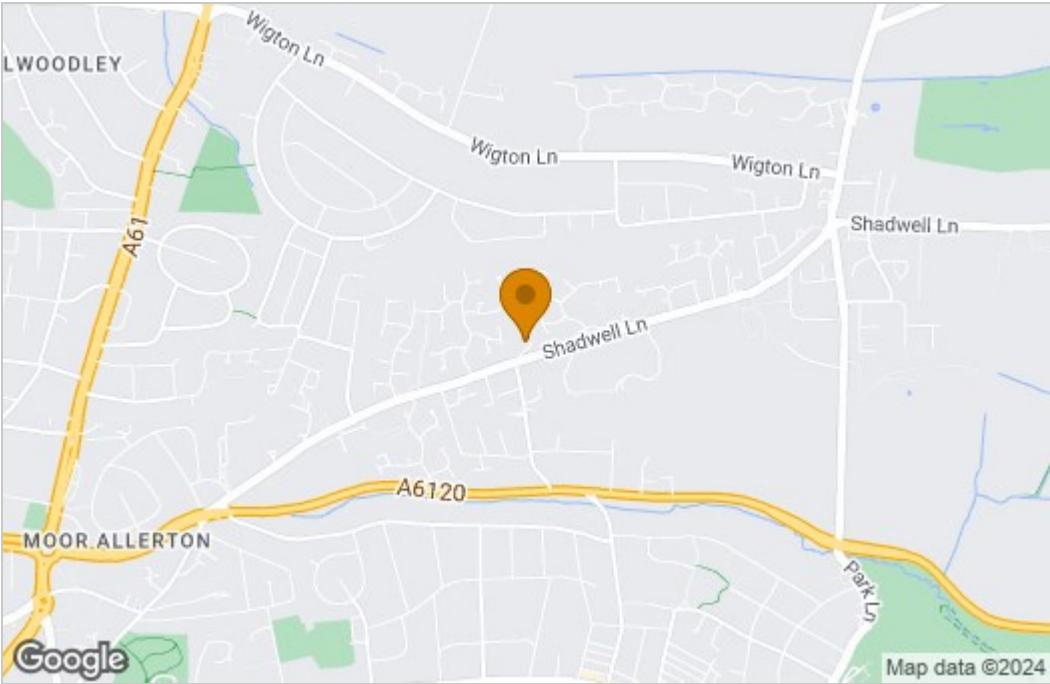 Wigton Ln
LWOODLEY
Wigton Ln
Wigton Ln
A61
Shadwell Ln
Shadwell Ln
A6120
MOOR ALLERTON
Park Ln
Google
Map data ©2024